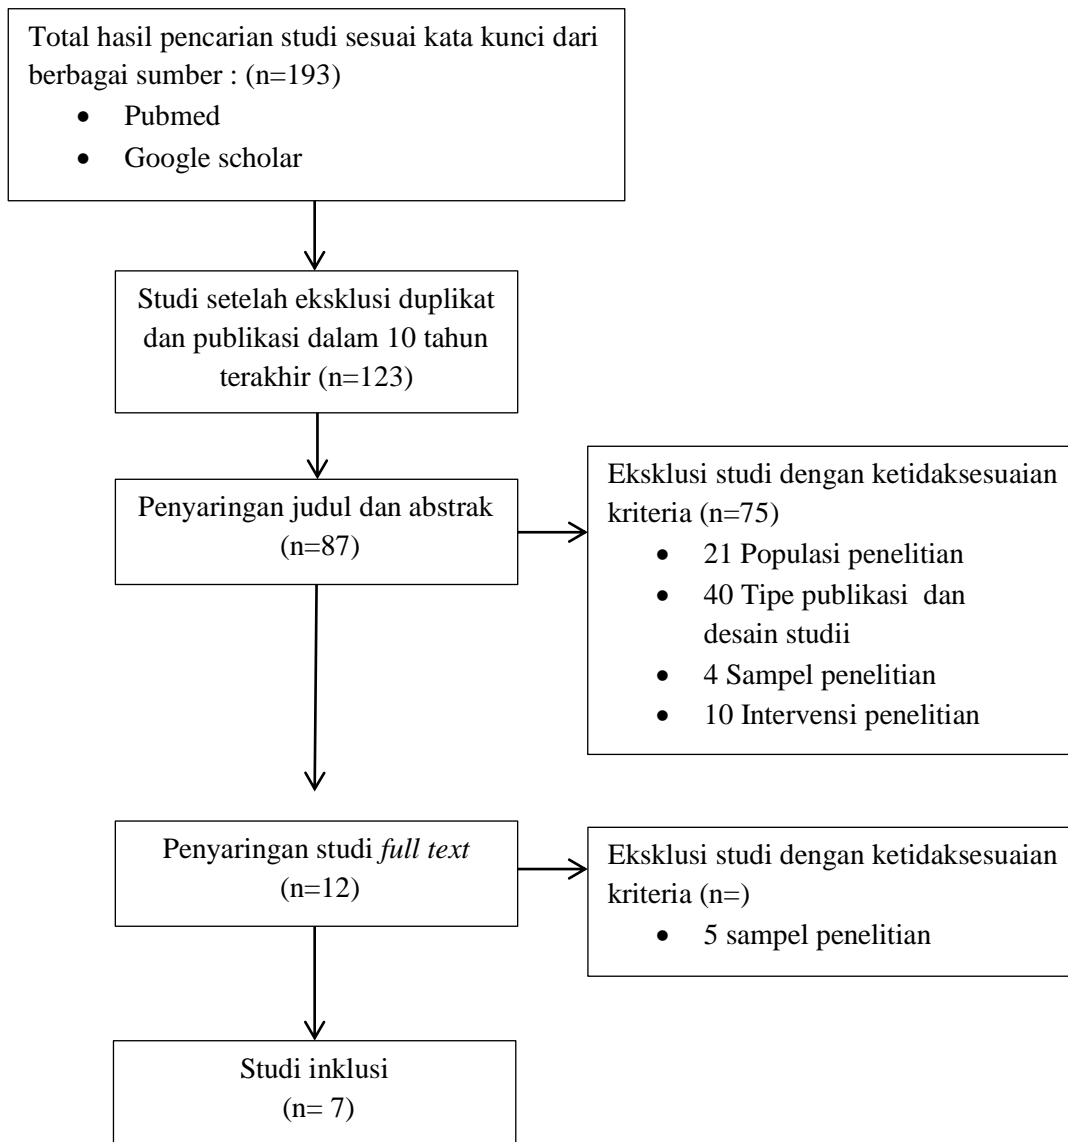 Total hasil pencarian studi sesuai kata kunci dari
berbagai sumber : (n=193)
• Pubmed
• Google scholar
Studi setelah eksklusi duplikat
dan publikasi dalam 10 tahun
terakhir (n=123)
Penyaringan judul dan abstrak
(n=87)
Eksklusi studi dengan ketidaksesuaian
kriteria (n=75)
• 21 Populasi penelitian
• 40 Tipe publikasi dan
desain studii
• 4 Sampel penelitian
• 10 Intervensi penelitian
Penyaringan studi full text
(n=12)
Eksklusi studi dengan ketidaksesuaian
kriteria (n=)
• 5 sampel penelitian
Studi inklusi
(n= 7)